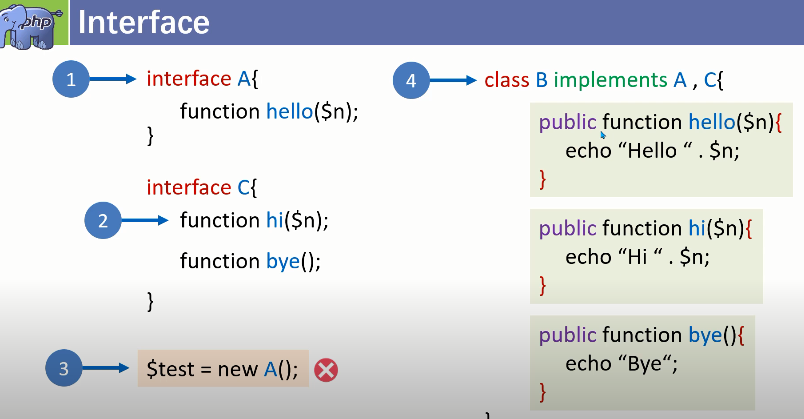 php
Interface
1
interface A{
function hello($n);
}
interface C{
2
function hi($n);
function bye();
}
3
$test = new A();
4
class B implements A , C{
public function hello($n){
echo “Hello “ . $n;
}
public function hi($n){
echo “Hi “ . $n;
}
public function bye(){
echo “Bye“;
}